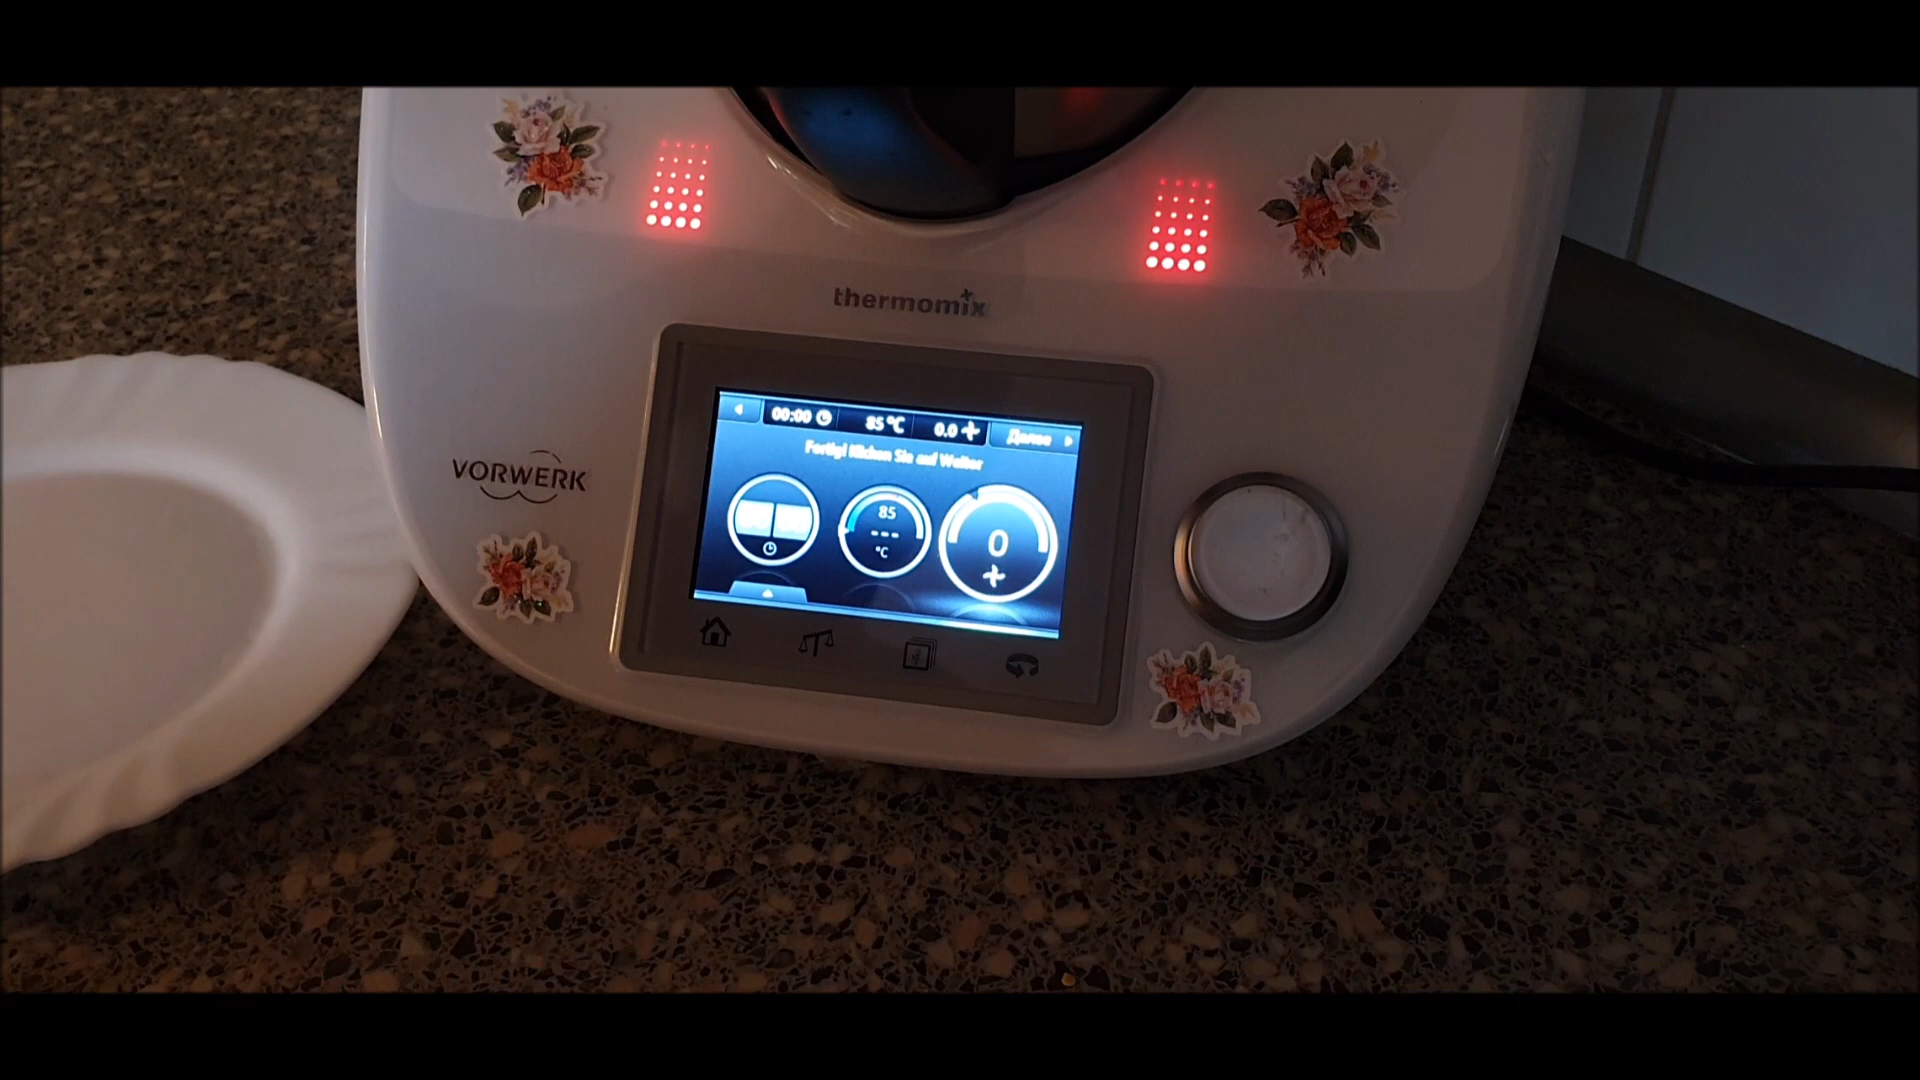 thermomix
00:00 85 °C 0.0 Далее
Fertig! Klicken Sie auf Weiter
85
--- 
°C
0
VORWERK